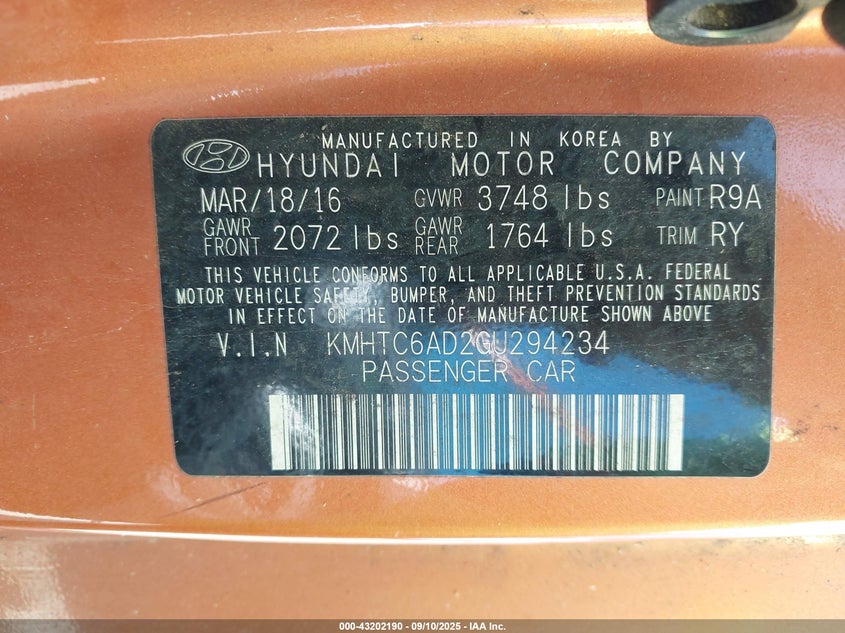 MANUFACTURED IN KOREA BY
HYUNDAI MOTOR COMPANY
MAR/18/16 GVWR 3748 lbs PAINT R9A
GAWR FRONT 2072 lbs GAWR REAR 1764 lbs TRIM RY
THIS VEHICLE CONFORMS TO ALL APPLICABLE U.S.A. FEDERAL
MOTOR VEHICLE SAFETY, BUMPER, AND THEFT PREVENTION STANDARDS
IN EFFECT ON THE DATE OF MANUFACTURE SHOWN ABOVE
V.I.N KMHTC6AD2GU294234
PASSENGER CAR
000-43202190 - 09/10/2025 - IAA Inc.